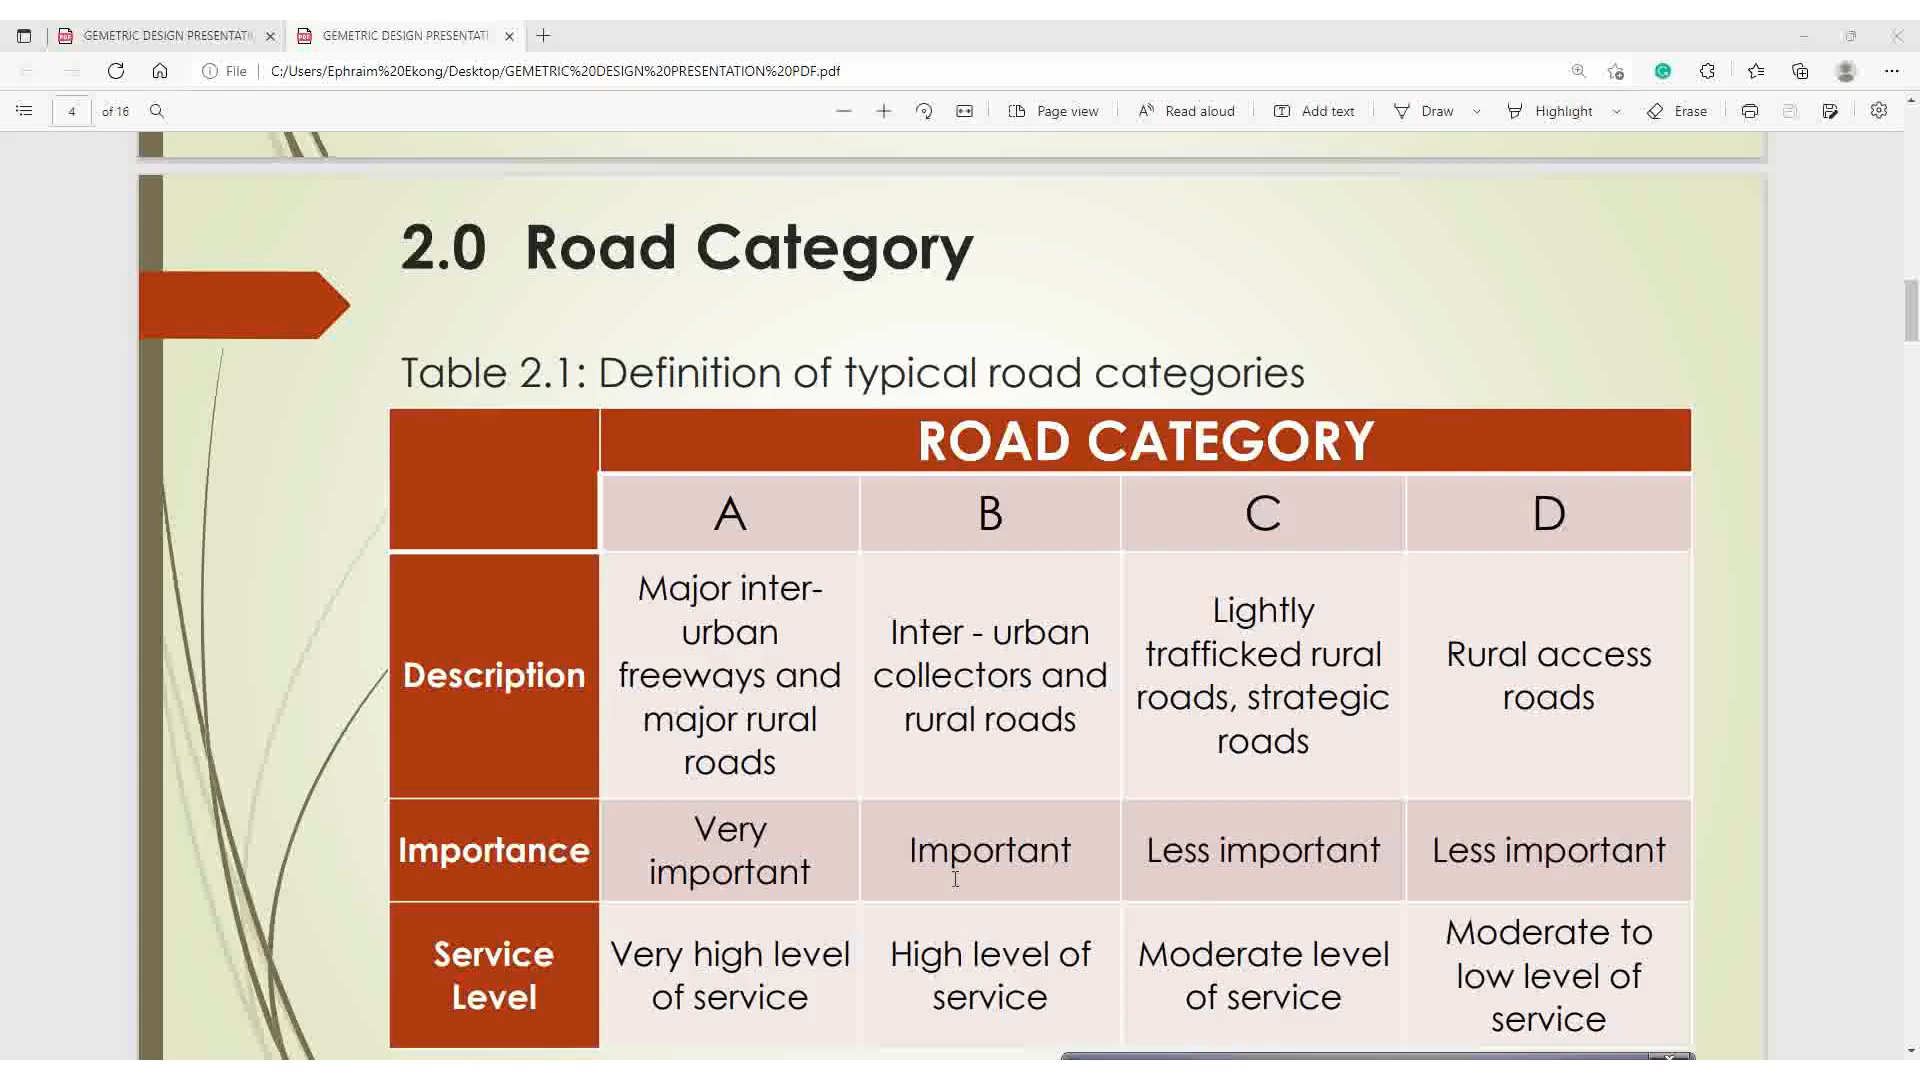 GEMETRIC DESIGN PRESENTATI
GEMETRIC DESIGN PRESENTATI
File
C:/Users/Ephraim%20Ekong/Desktop/GEMETRIC%20DESIGN%20PRESENTATION%20PDF.pdf
4 of 16
Page view
Read aloud
Add text
Draw
Highlight
Erase
2.0 Road Category
Table 2.1: Definition of typical road categories
ROAD CATEGORY
A
B
C
D
Description
Major inter-
urban
freeways and
major rural
roads
Inter - urban
collectors and
rural roads
Lightly
trafficked rural
roads, strategic
roads
Rural access
roads
Importance
Very
important
Important
Less important
Less important
Service
Level
Very high level
of service
High level of
service
Moderate level
of service
Moderate to
low level of
service